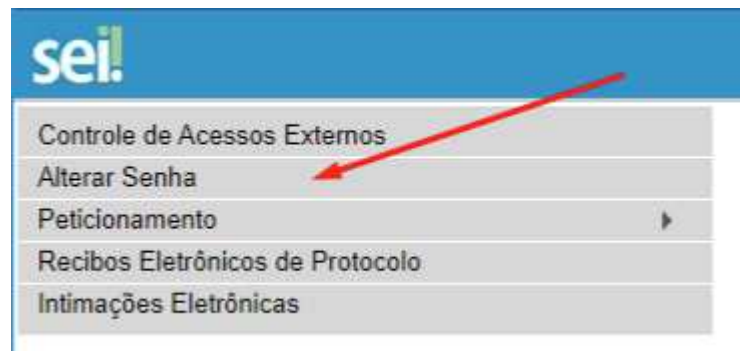 sei!
Controle de Acessos Externos
Alterar Senha
Peticionamento
Recibos Eletrônicos de Protocolo
Intimações Eletrônicas